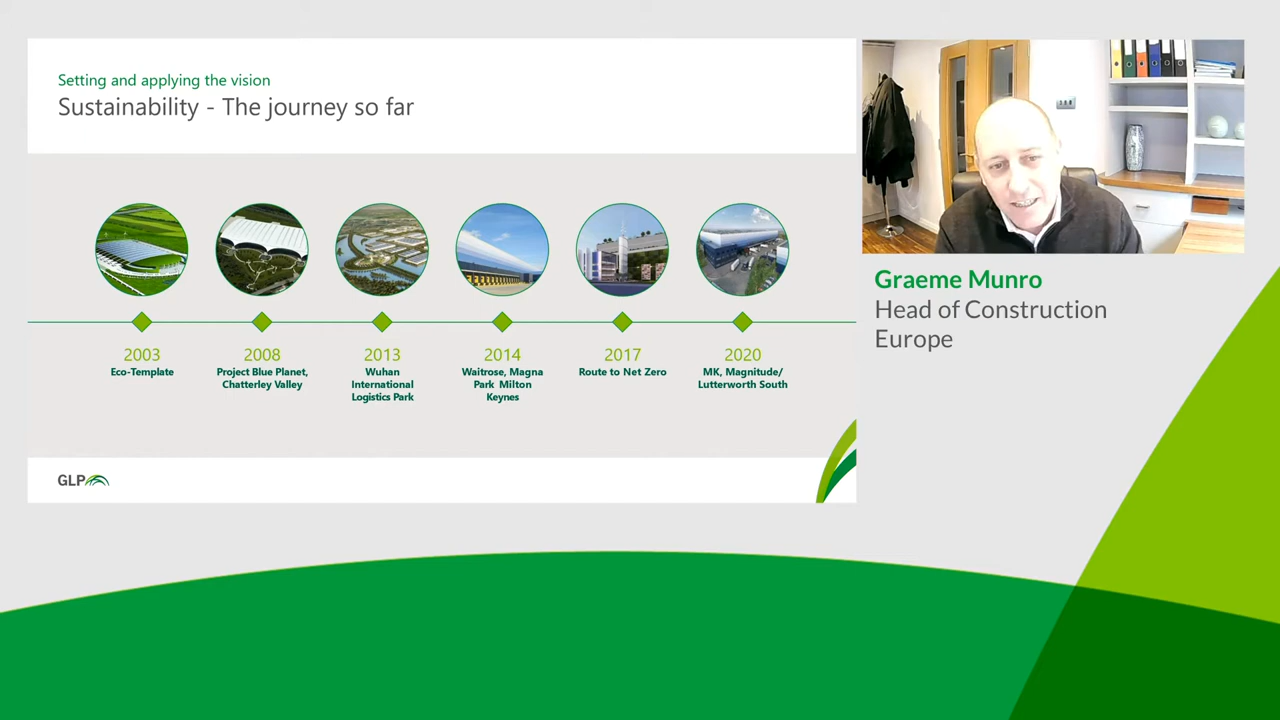 Setting and applying the vision
Sustainability - The journey so far
2003
Eco-Template
2008
Project Blue Planet,
Chatterley Valley
2013
Wuhan
International
Logistics Park
2014
Waitrose, Magna
Park Milton
Keynes
2017
Route to Net Zero
2020
MK, Magnitude/
Lutterworth South
GLP
Graeme Munro
Head of Construction
Europe